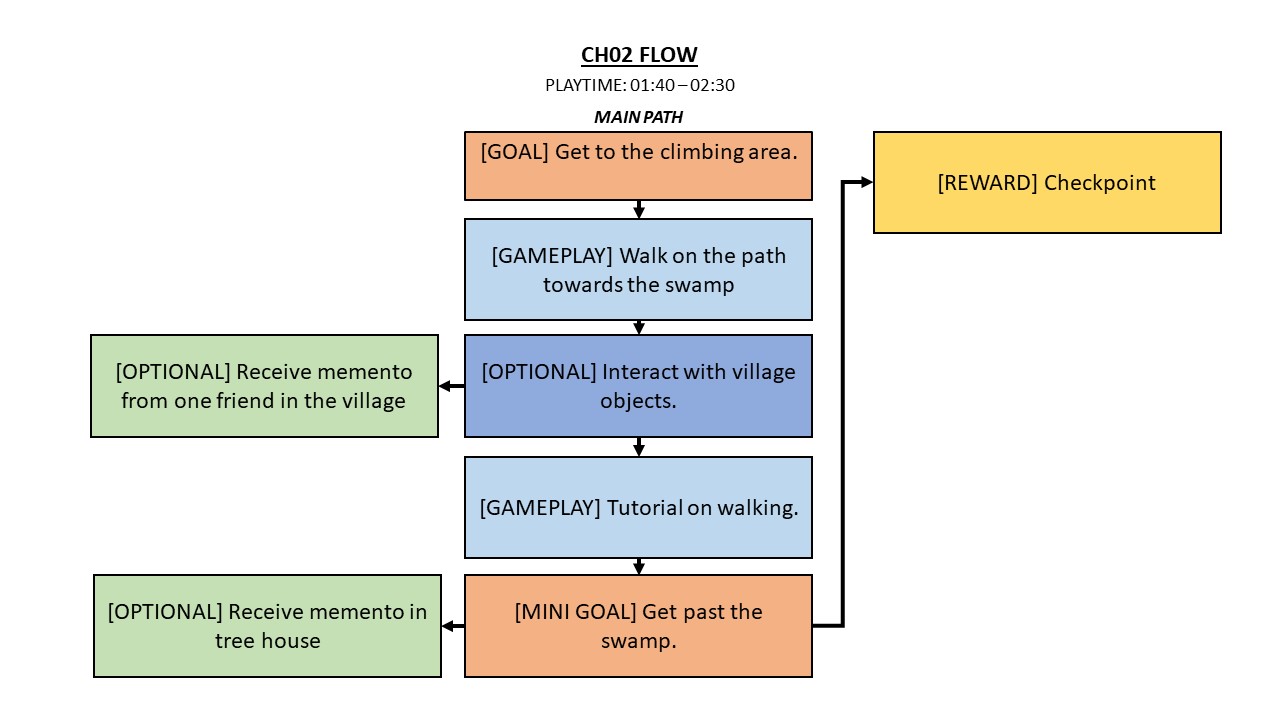 CH02 FLOW
PLAYTIME: 01:40 – 02:30
MAIN PATH
[GOAL] Get to the climbing area.
[REWARD] Checkpoint
[GAMEPLAY] Walk on the path
towards the swamp
[OPTIONAL] Receive memento
from one friend in the village
[OPTIONAL] Interact with village
objects.
[GAMEPLAY] Tutorial on walking.
[OPTIONAL] Receive memento in
tree house
[MINI GOAL] Get past the
swamp.